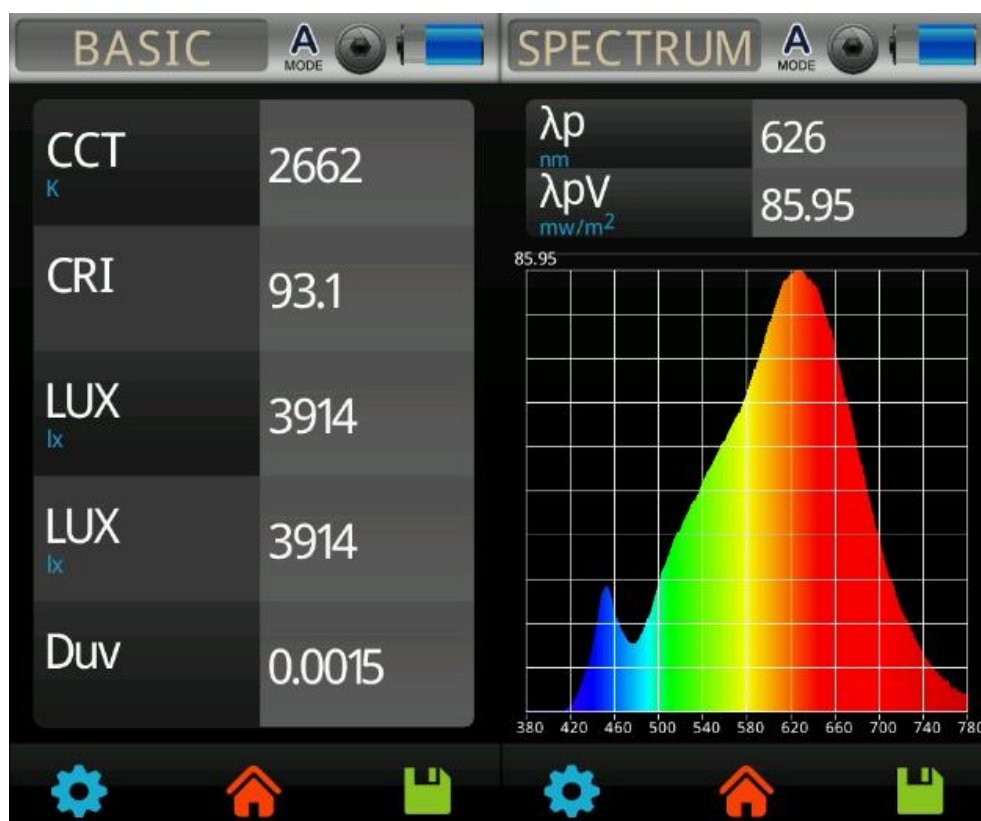 BASIC
A
MODE
CCT
K
2662
CRI
93.1
LUX
lx
3914
LUX
lx
3914
Duv
0.0015
SPECTRUM
A
MODE
λp
nm
626
λpV
mw/m²
85.95
85.95
380 420 460 500 540 580 620 660 700 740 780